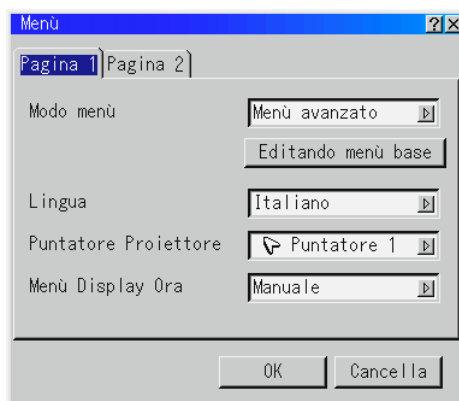 Menù
Pagina 1 Pagina 2
Modo menù Menù avanzato
Editando menù base
Lingua Italiano
Puntatore Proiettore Puntatore 1
Menù Display Ora Manuale
OK Cancella